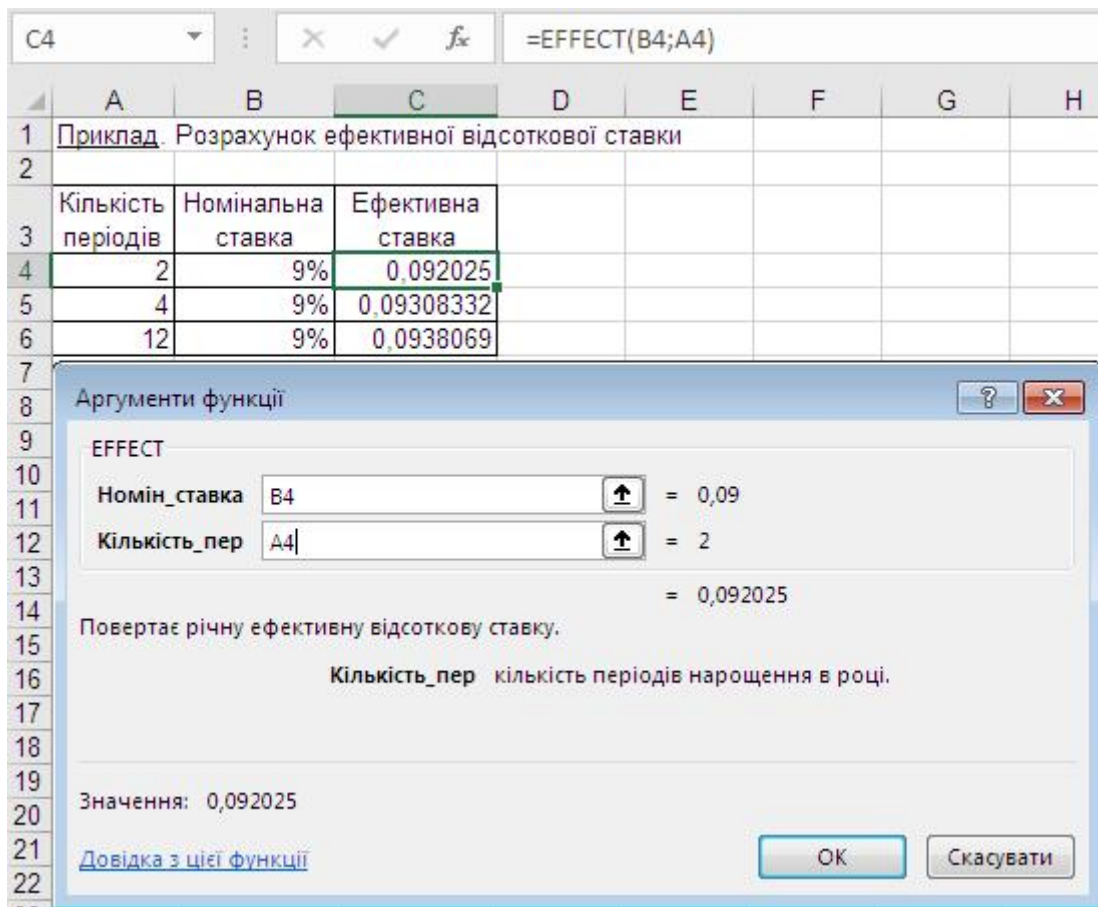 C4 fx =EFFECT(B4;A4)
A B C D E F G H
1 Приклад. Розрахунок ефективної відсоткової ставки
2
3 Кількість періодів Номінальна ставка Ефективна ставка
4 2 9% 0,092025
5 4 9% 0,09308332
6 12 9% 0,0938069
7
8 Аргументи функції ?
9 EFFECT
10
11 Номін_ставка B4 = 0,09
12 Кількість_пер A4 = 2
13
14 = 0,092025
15 Повертає річну ефективну відсоткову ставку.
16 Кількість_пер кількість періодів нарощення в році.
17
18
19
20 Значення: 0,092025
21 Довідка з цієї функції OK Скасувати
22